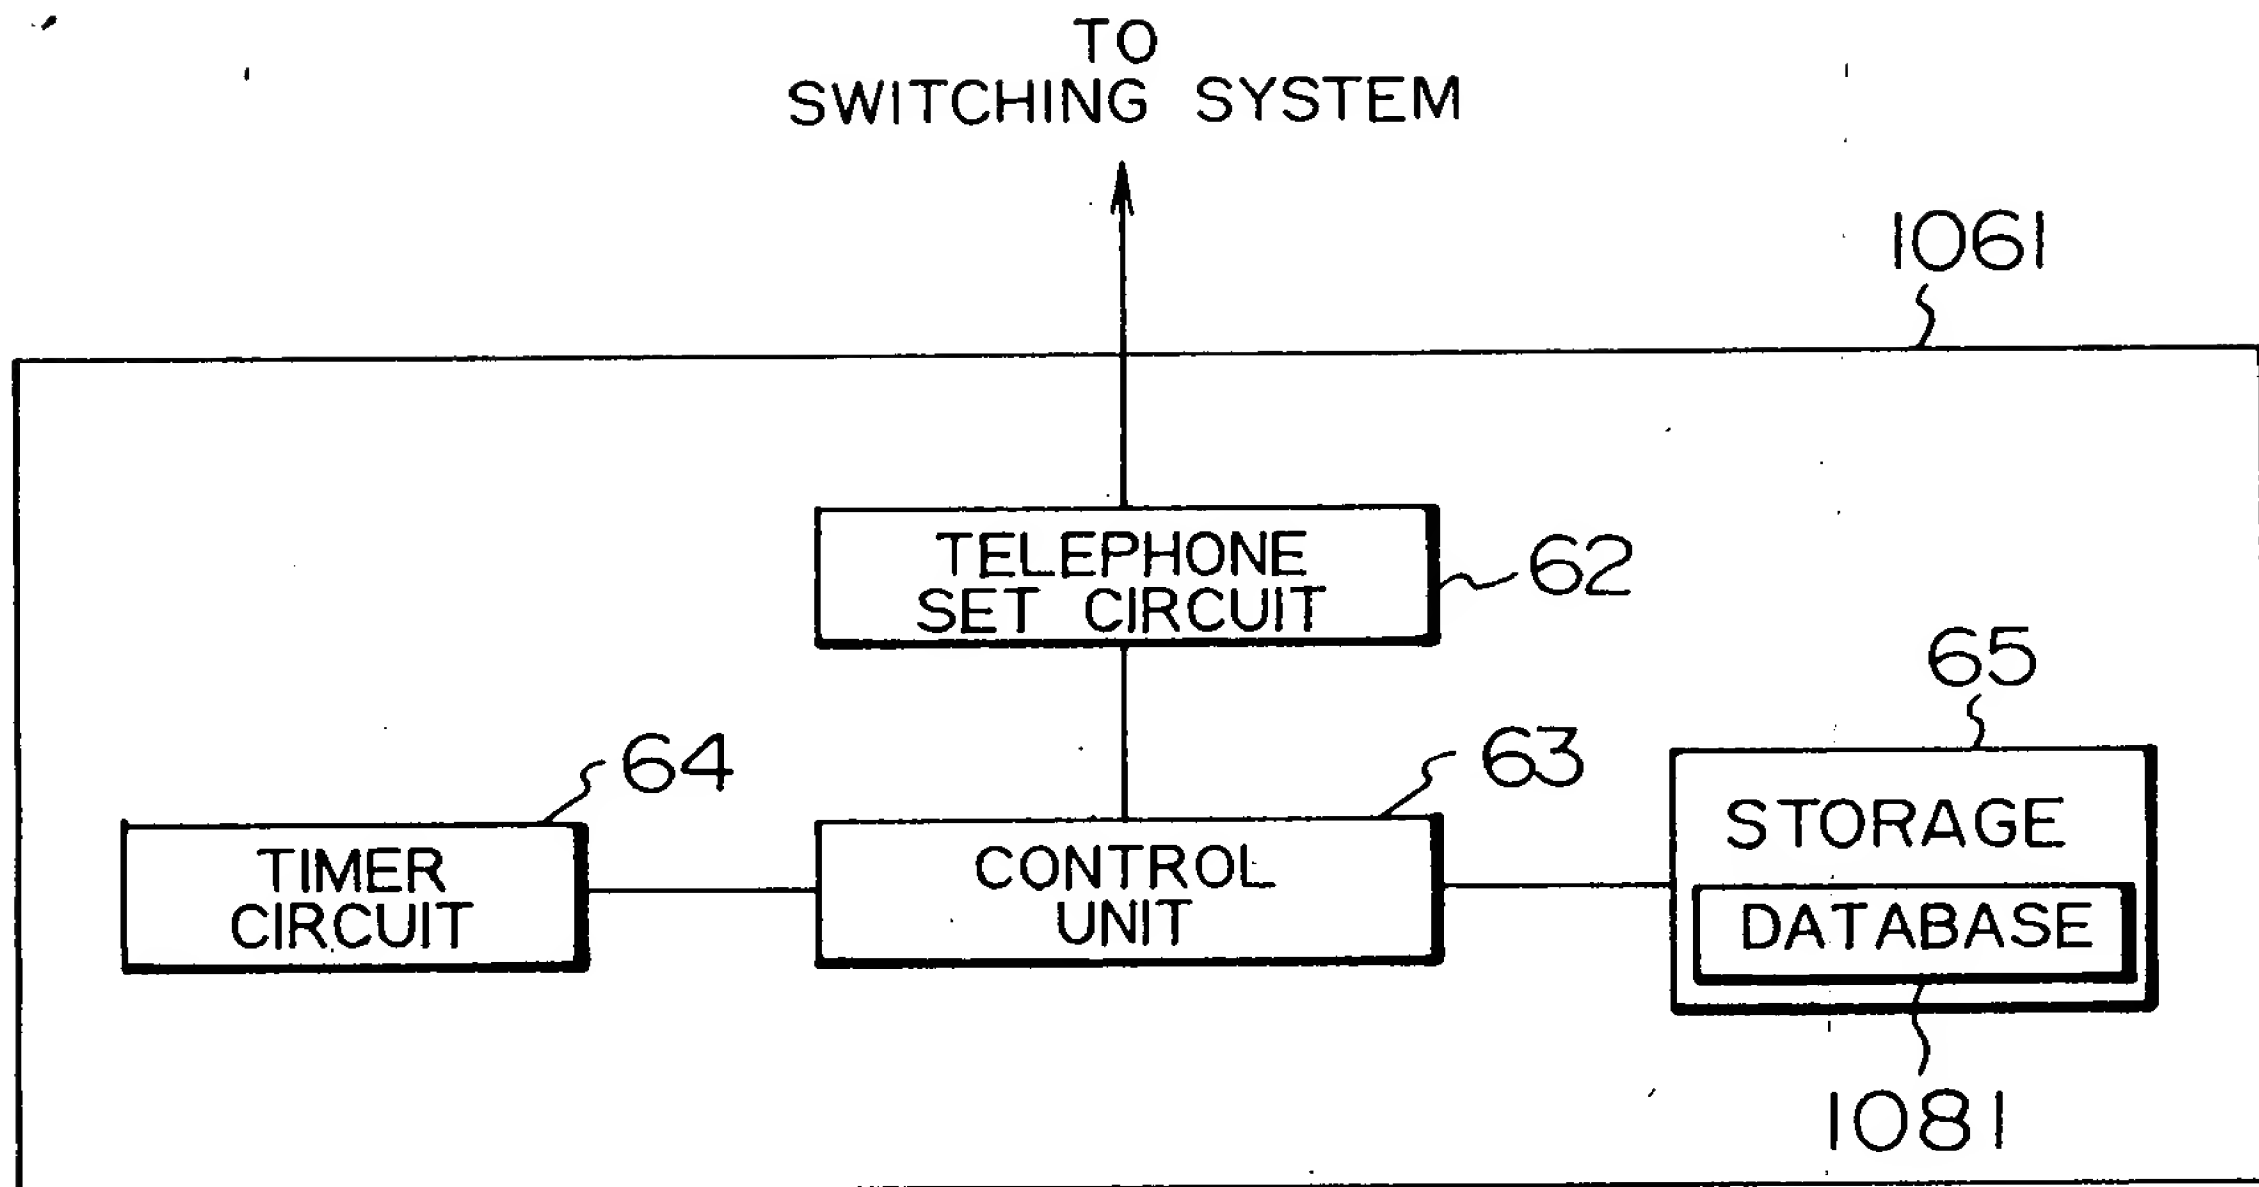 TO
SWITCHING SYSTEM
1061
TELEPHONE
SET CIRCUIT
62
65
64
63
STORAGE
TIMER
CIRCUIT
CONTROL
UNIT
DATABASE
1081